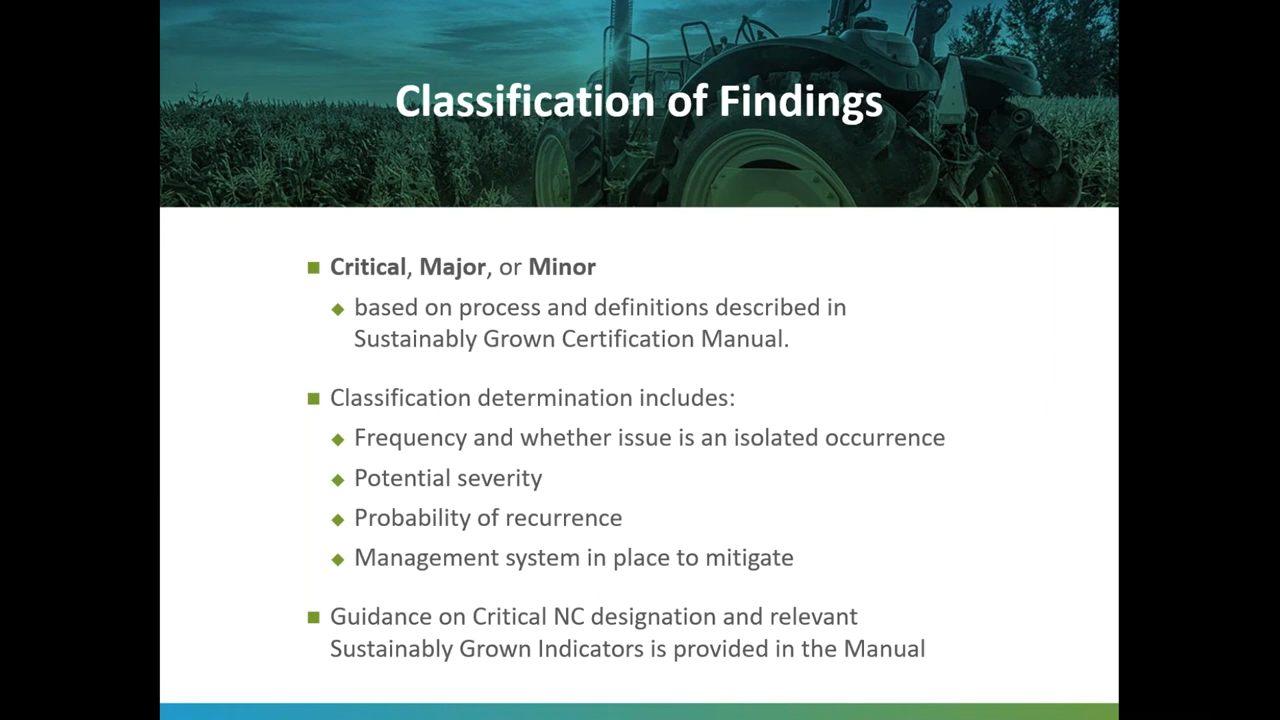 Classification of Findings
Critical, Major, or Minor
based on process and definitions described in
Sustainably Grown Certification Manual.
Classification determination includes:
Frequency and whether issue is an isolated occurrence
Potential severity
Probability of recurrence
Management system in place to mitigate
Guidance on Critical NC designation and relevant
Sustainably Grown Indicators is provided in the Manual